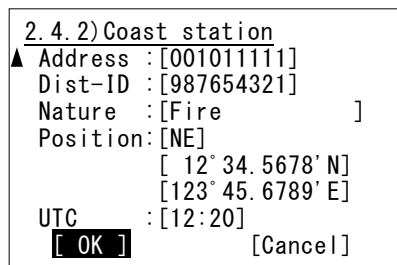 2.4.2)Coast station
▲ Address :[001011111]
Dist-ID :[987654321]
Nature :[Fire ]
Position:[NE]
[ 12°34.5678'N]
[123°45.6789'E]
UTC :[12:20]
[ OK ] [Cancel]